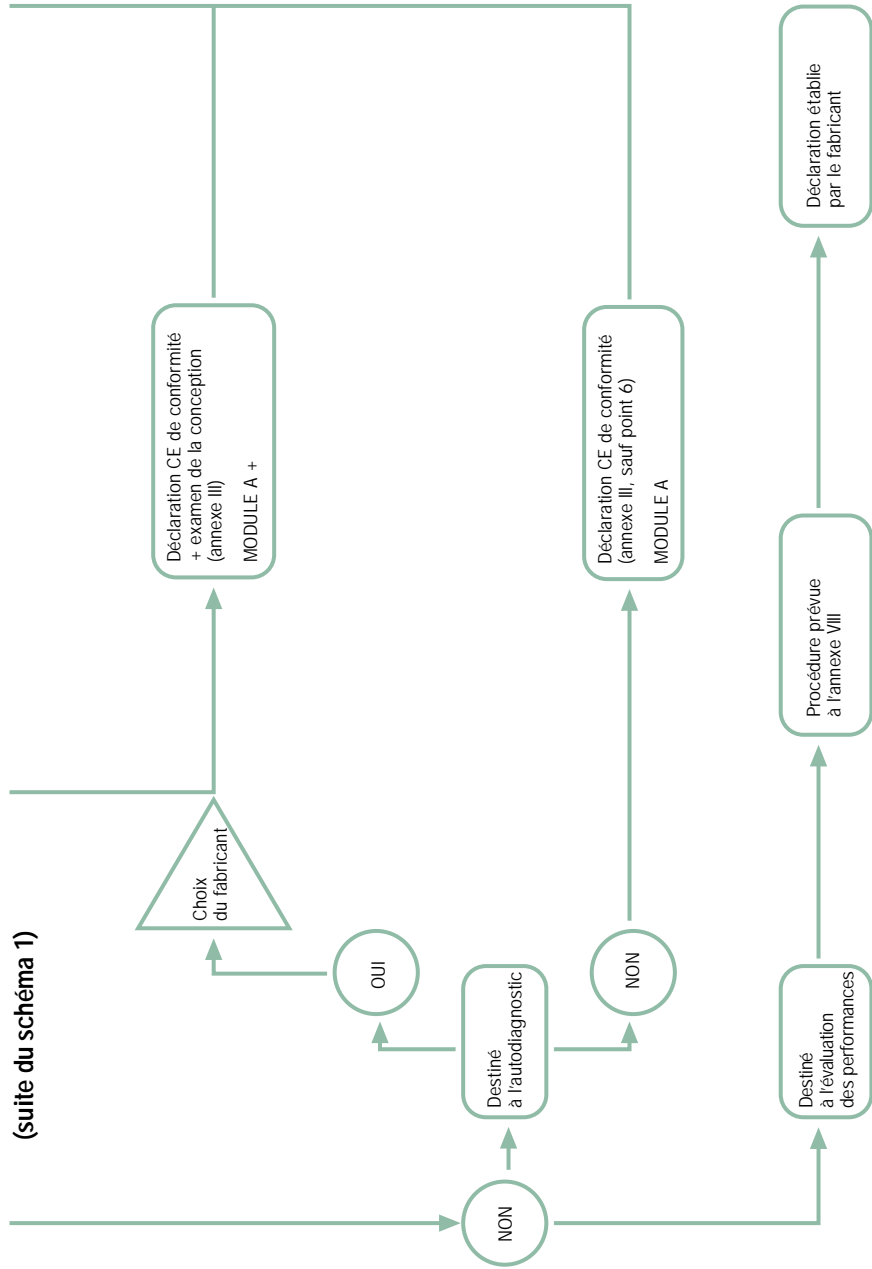 (suite du schéma 1)
Choix
du fabricant
Déclaration CE de conformité
+ examen de la conception
(annexe III)
MODULE A +
OUI
Destiné
à l'autodiagnostic
NON
NON
Déclaration CE de conformité
(annexe III, sauf point 6)
MODULE A
Destiné
à l'évaluation
des performances
Procédure prévue
à l'annexe VIII
Déclaration établie
par le fabricant